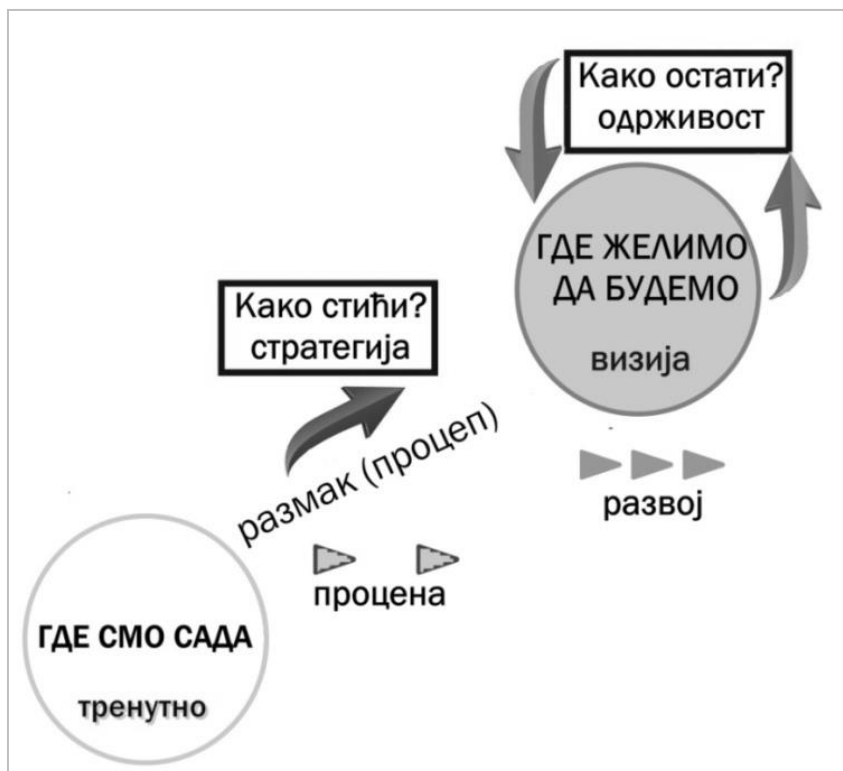 Како остати?
одрживост
ГДЕ ЖЕЛИМО
ДА БУДЕМО
визија
Како стићи?
стратегија
размак (процеп)
развој
процена
ГДЕ СМО САДА
тренутно